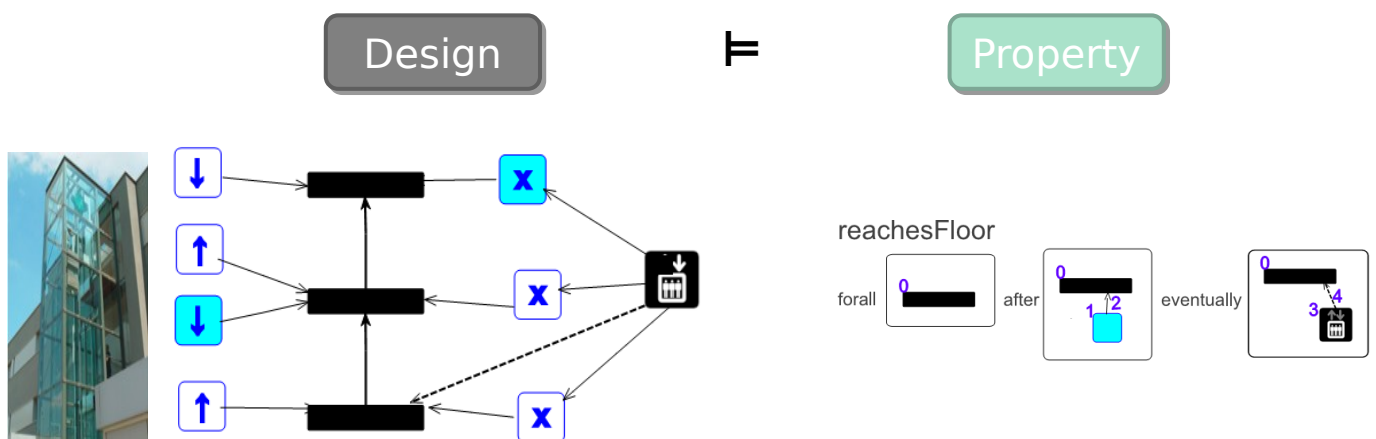 Design ⊨ Property
↓
x
↑
x
↓
↑
x
reachesFloor
forall 0 after 0 1 2 eventually 0 3 4